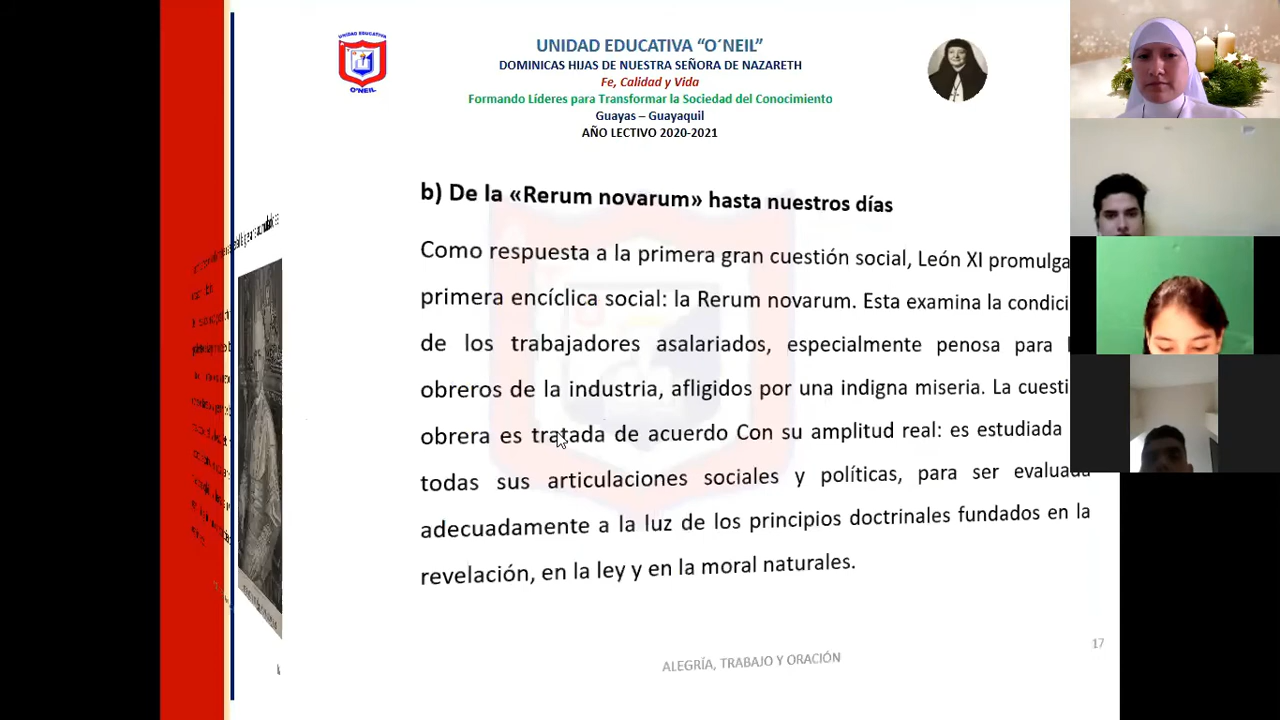 UNIDAD EDUCATIVA
O'NEIL
UNIDAD EDUCATIVA “O´NEIL”
DOMINICAS HIJAS DE NUESTRA SEÑORA DE NAZARETH
Fe, Calidad y Vida
Formando Líderes para Transformar la Sociedad del Conocimiento
Guayas – Guayaquil
AÑO LECTIVO 2020-2021
b) De la «Rerum novarum» hasta nuestros días
Como respuesta a la primera gran cuestión social, León XI promulga
primera encíclica social: la Rerum novarum. Esta examina la condici
de los trabajadores asalariados, especialmente penosa para
obreros de la industria, afligidos por una indigna miseria. La cuesti
obrera es tratada de acuerdo Con su amplitud real: es estudiada
todas sus articulaciones sociales y políticas, para ser evaluada
adecuadamente a la luz de los principios doctrinales fundados en la
revelación, en la ley y en la moral naturales.
ALEGRÍA, TRABAJO Y ORACIÓN
17